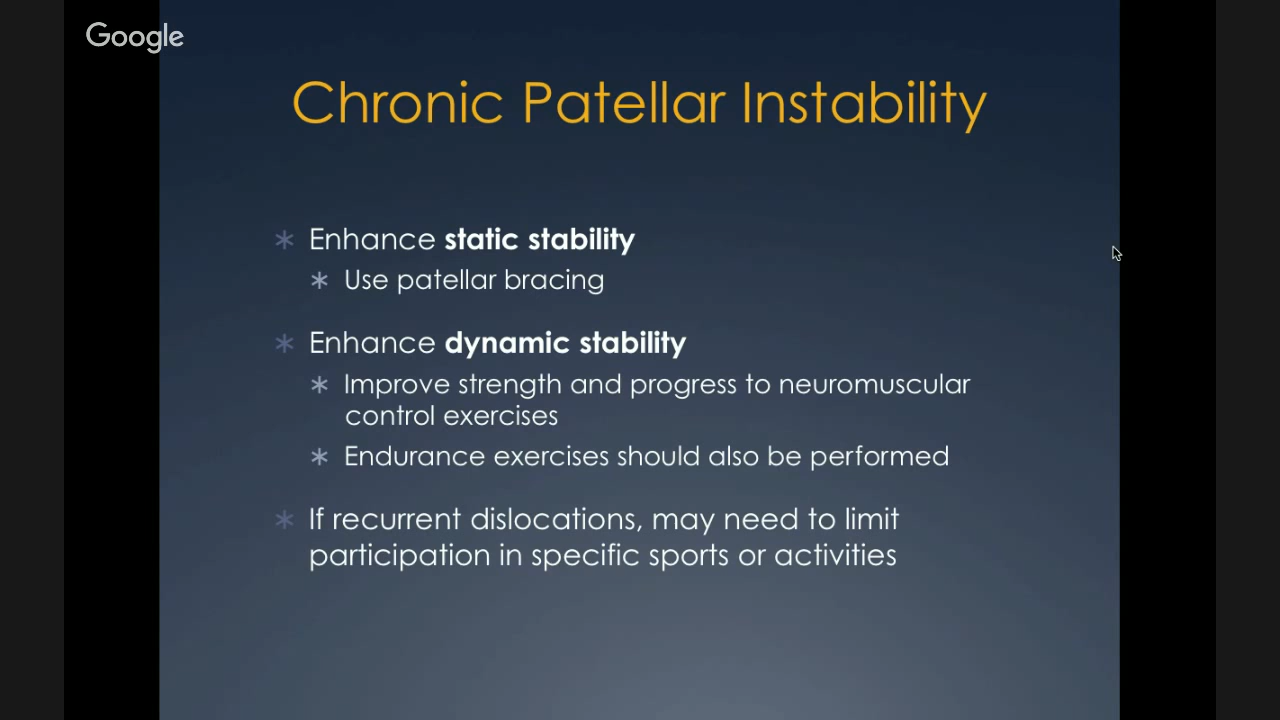 Google
Chronic Patellar Instability
* Enhance static stability
* Use patellar bracing
* Enhance dynamic stability
* Improve strength and progress to neuromuscular
control exercises
* Endurance exercises should also be performed
* If recurrent dislocations, may need to limit
participation in specific sports or activities